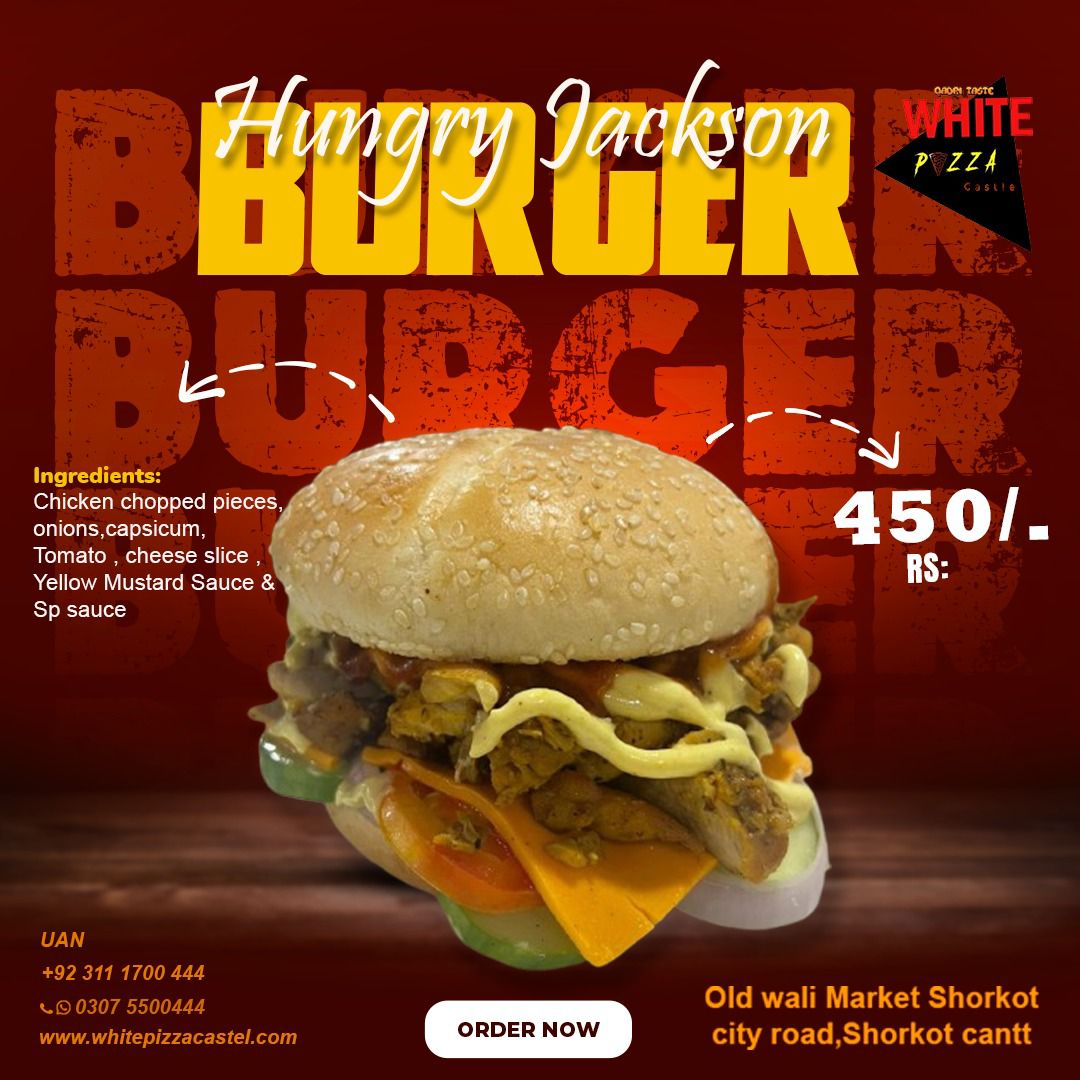 Hungry Jackson
BURGER
QADRI TASTE
WHITE
PIZZA
Castle
BURGER
BURGER
BURGER
Ingredients:
Chicken chopped pieces,
onions,capsicum,
Tomato , cheese slice ,
Yellow Mustard Sauce &
Sp sauce
450/.
RS:
UAN
+92 311 1700 444
0307 5500444
www.whitepizzacastel.com
ORDER NOW
Old wali Market Shorkot
city road,Shorkot cantt